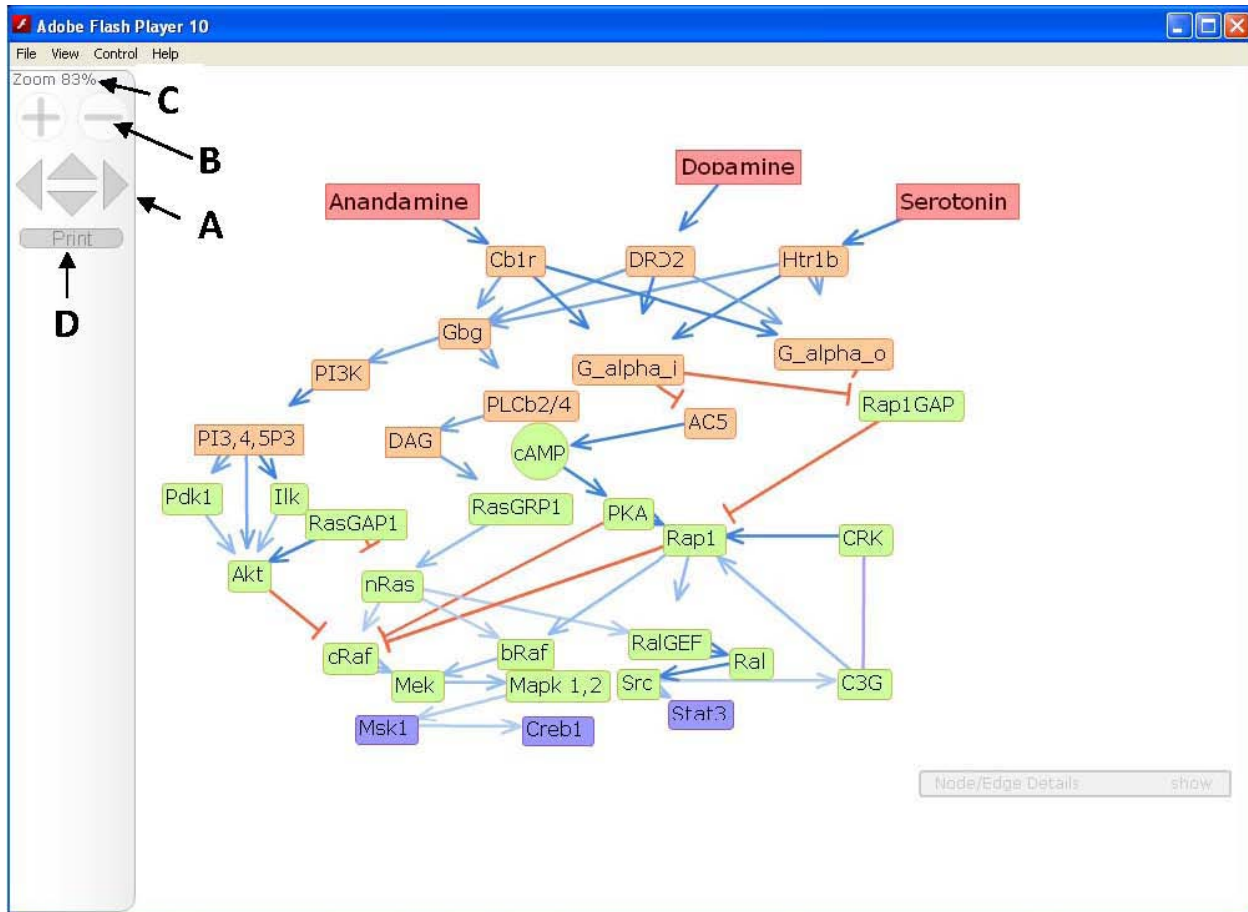 Adobe Flash Player 10
File View Control Help
Zoom 83%
C
B
A
Print
D
Dopamine
Anandamine
Serotonin
Cb1r
DRD2
Htr1b
Gbg
G_alpha_o
PI3K
G_alpha_i
PLCb2/4
Rap1GAP
AC5
PI3,4,5P3
DAG
cAMP
Pdk1
Ilk
RasGRP1
PKA
RasGAP1
Rap1
CRK
Akt
nRas
cRaf
bRaf
RalGEF
Ral
Mek
Mapk 1,2
Src
C3G
Msk1
Creb1
Stat3
Node/Edge Details show